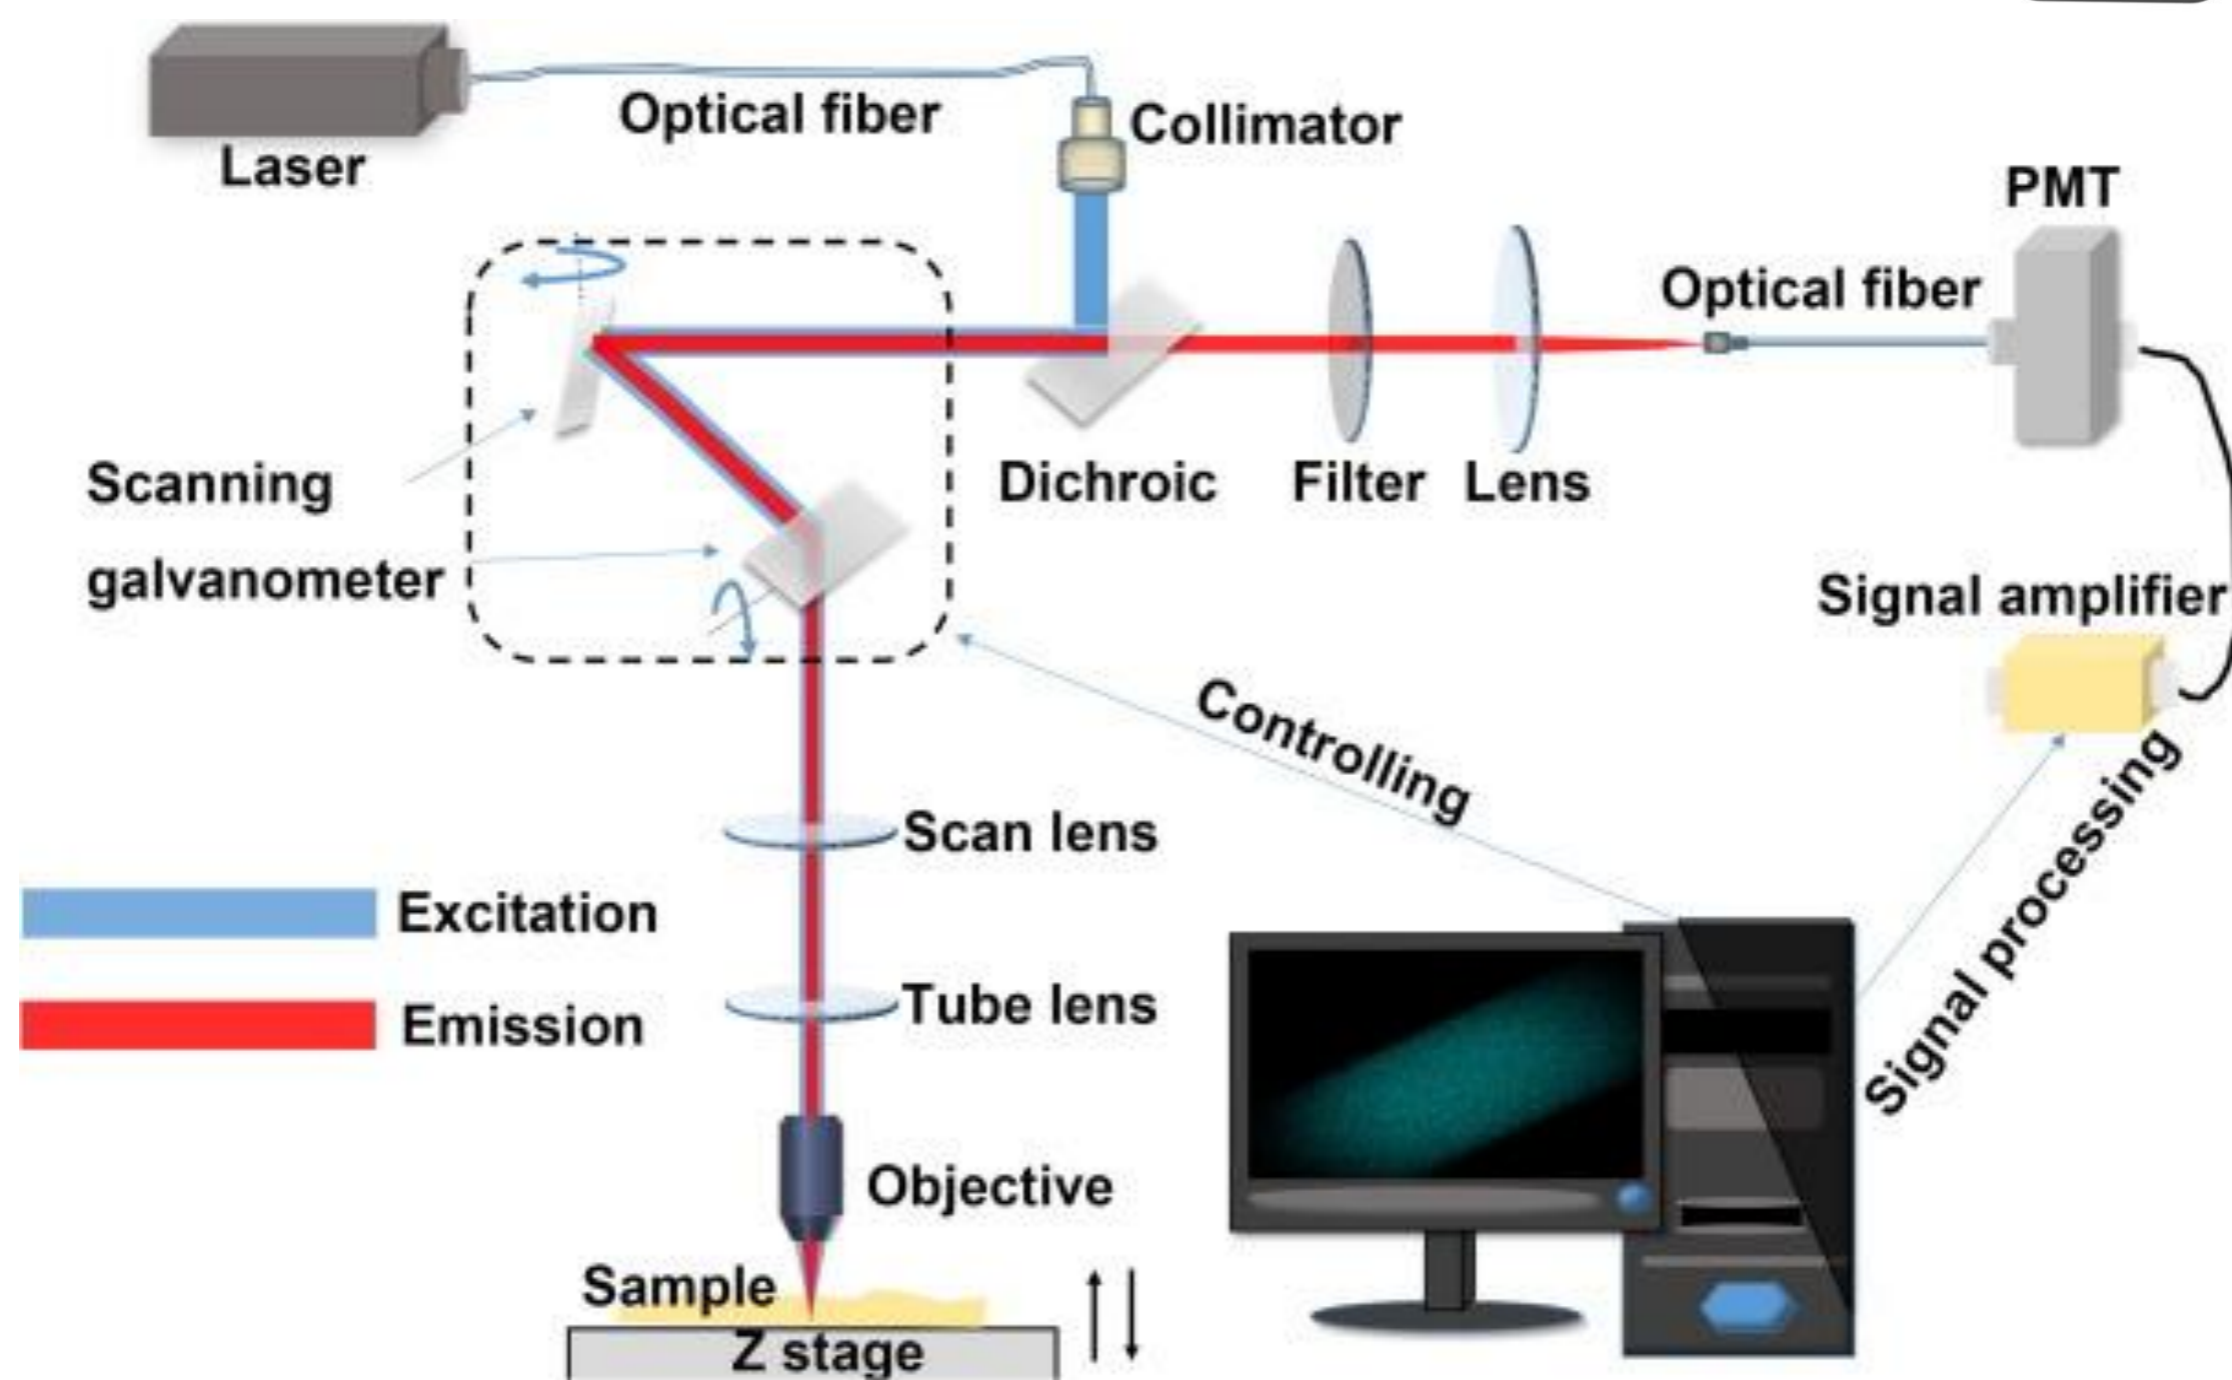 Optical fiber
Collimator
Laser
PMT
Optical fiber
Scanning
galvanometer
Dichroic
Filter
Lens
Signal amplifier
Controlling
Scan lens
Signal processing
Excitation
Tube lens
Emission
Objective
Sample
Z stage